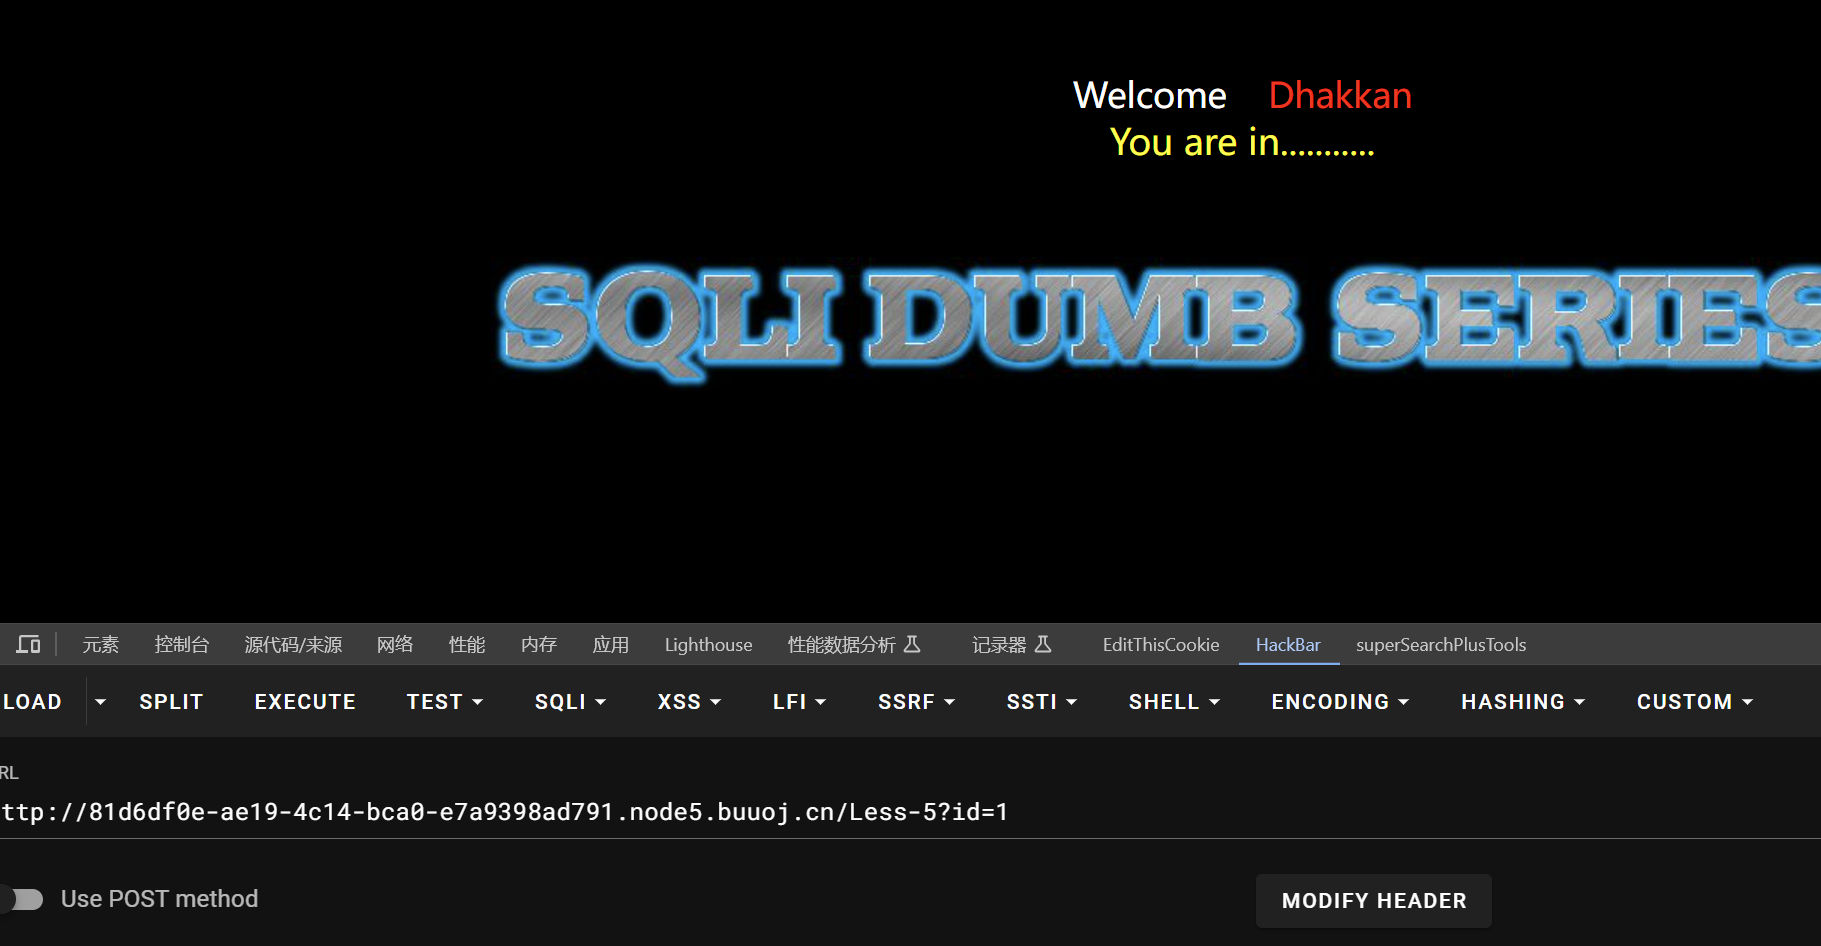 Welcome Dhakkan
You are in...........
SQLI DUMB SERIES
元素 控制台 源代码/来源 网络 性能 内存 应用 Lighthouse 性能数据分析 记录器 EditThisCookie HackBar superSearchPlusTools
LOAD SPLIT EXECUTE TEST SQLI XSS LFI SSRF SSTI SHELL ENCODING HASHING CUSTOM
RL
ttp://81d6df0e-ae19-4c14-bca0-e7a9398ad791.node5.buuoj.cn/Less-5?id=1
Use POST method MODIFY HEADER